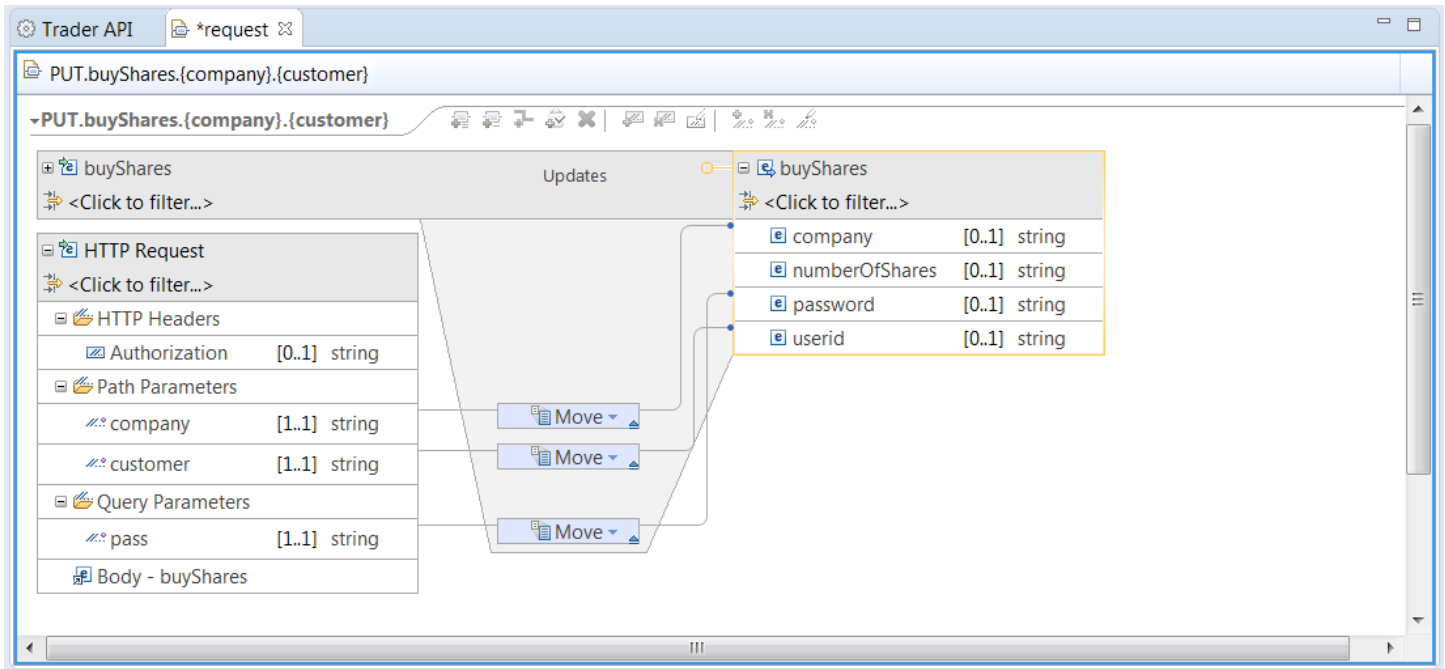 Trader API *request
PUT.buyShares.{company}.{customer}
PUT.buyShares.{company}.{customer}
buyShares
<Click to filter...>
Updates
buyShares
<Click to filter...>
company [0..1] string
numberOfShares [0..1] string
password [0..1] string
userid [0..1] string
HTTP Request
<Click to filter...>
HTTP Headers
Authorization [0..1] string
Path Parameters
company [1..1] string
customer [1..1] string
Query Parameters
pass [1..1] string
Body - buyShares
Move
Move
Move